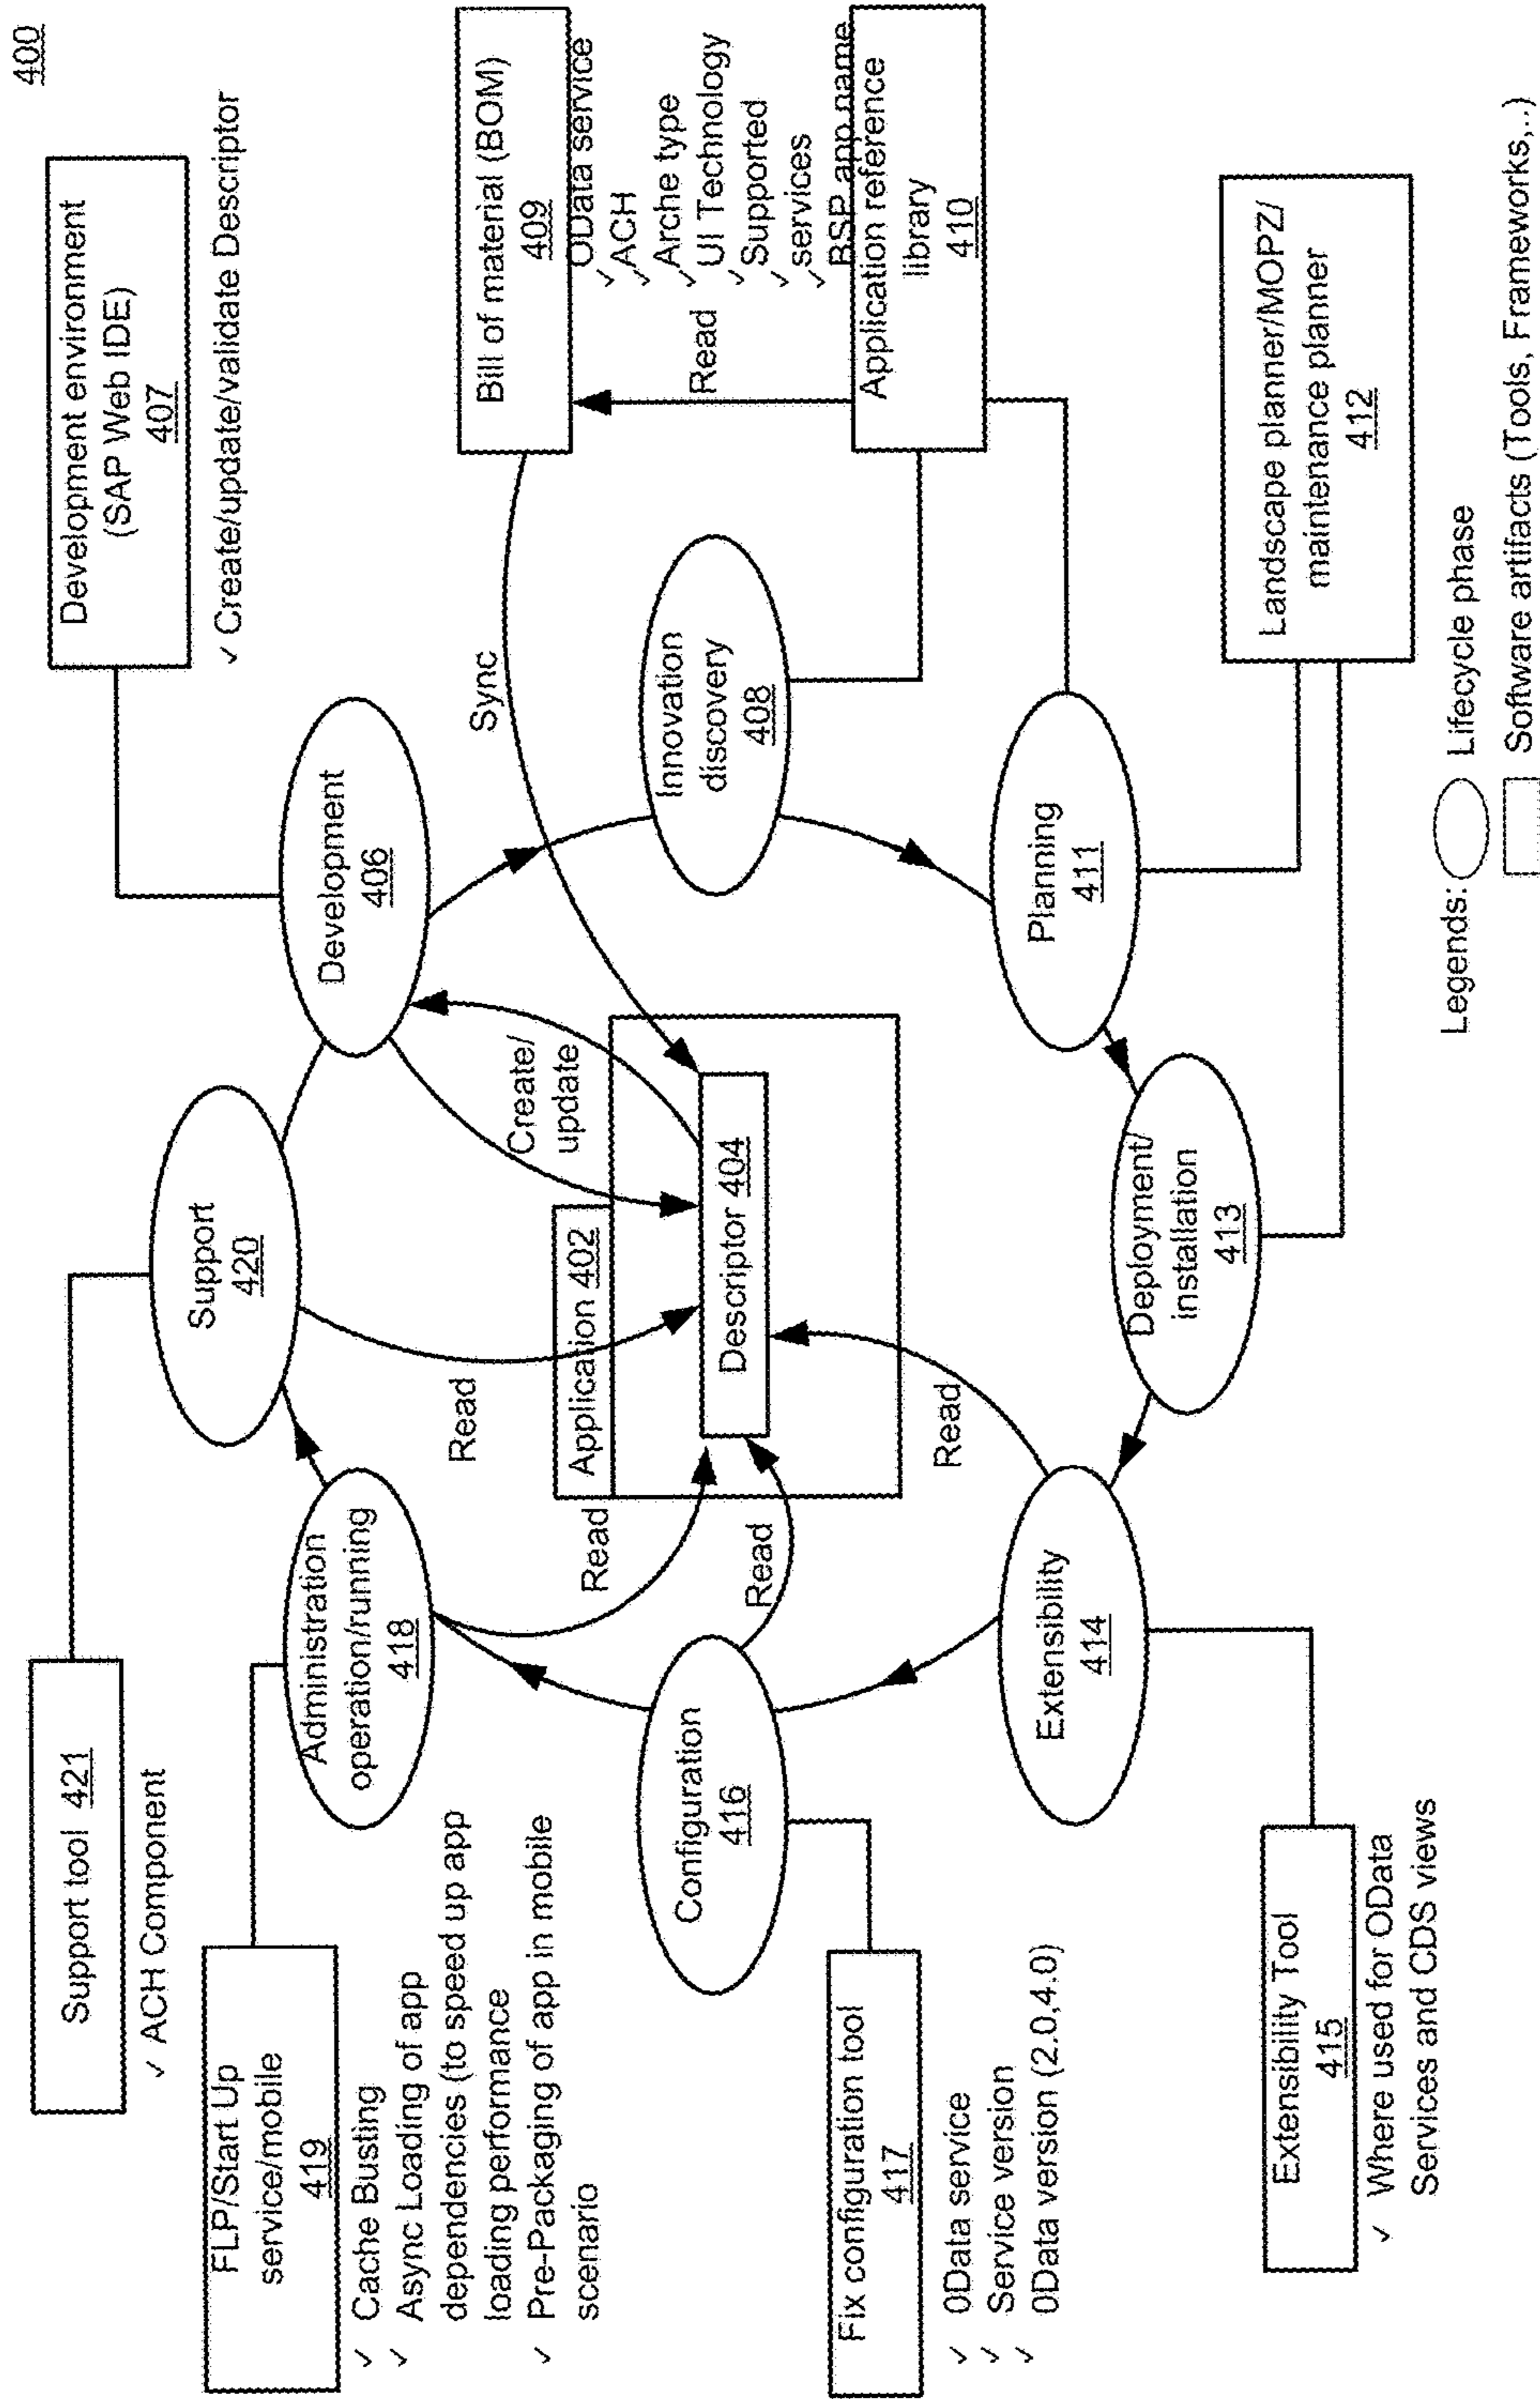 400
Support tool 421
✓ ACH Component
Development environment
(SAP Web IDE)
407
✓ Create/update/validate Descriptor
FLP/Start Up
service/mobile
419
✓ Cache Busting
✓ Async Loading of app
dependencies (to speed up app
loading performance
✓ Pre-Packaging of app in mobile
scenario
Support
420
Administration
operation/running
418
Development
406
Sync
Bill of material (BOM)
409
OData service
✓ ACH
✓ Arche type
✓ UI Technology
✓ Supported
✓ services
✓ BSP app name
Read
Read
Create/
update
Application 402
Read
Descriptor 404
Read
Read
Configuration
416
Innovation
discovery
408
Application reference
library
410
Fix configuration tool
417
✓ 0Data service
✓ Service version
✓ 0Data version (2.0,4.0)
Extensibility
414
Planning
411
Deployment/
installation
413
Landscape planner/MOPZ/
maintenance planner
412
Extensibility Tool
415
✓ Where used for OData
Services and CDS views
Legends: Lifecycle phase
Software artifacts (Tools, Frameworks,..)